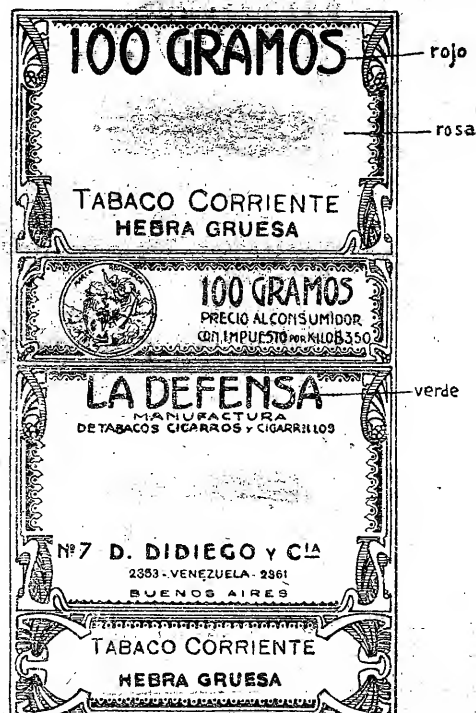 100 GRAMOS
rojo
rosa
TABACO CORRIENTE
HEBRA GRUESA
100 GRAMOS
PRECIO AL CONSUMIDOR
CON IMPUESTO POR KILO $ 3.50
LA DEFENSA
verde
MANUFACTURA
DE TABACOS CIGARROS Y CIGARRILLOS
Nº 7 D. DIDIEGO Y CIA
2353 - VENEZUELA - 2361
BUENOS AIRES
TABACO CORRIENTE
HEBRA GRUESA